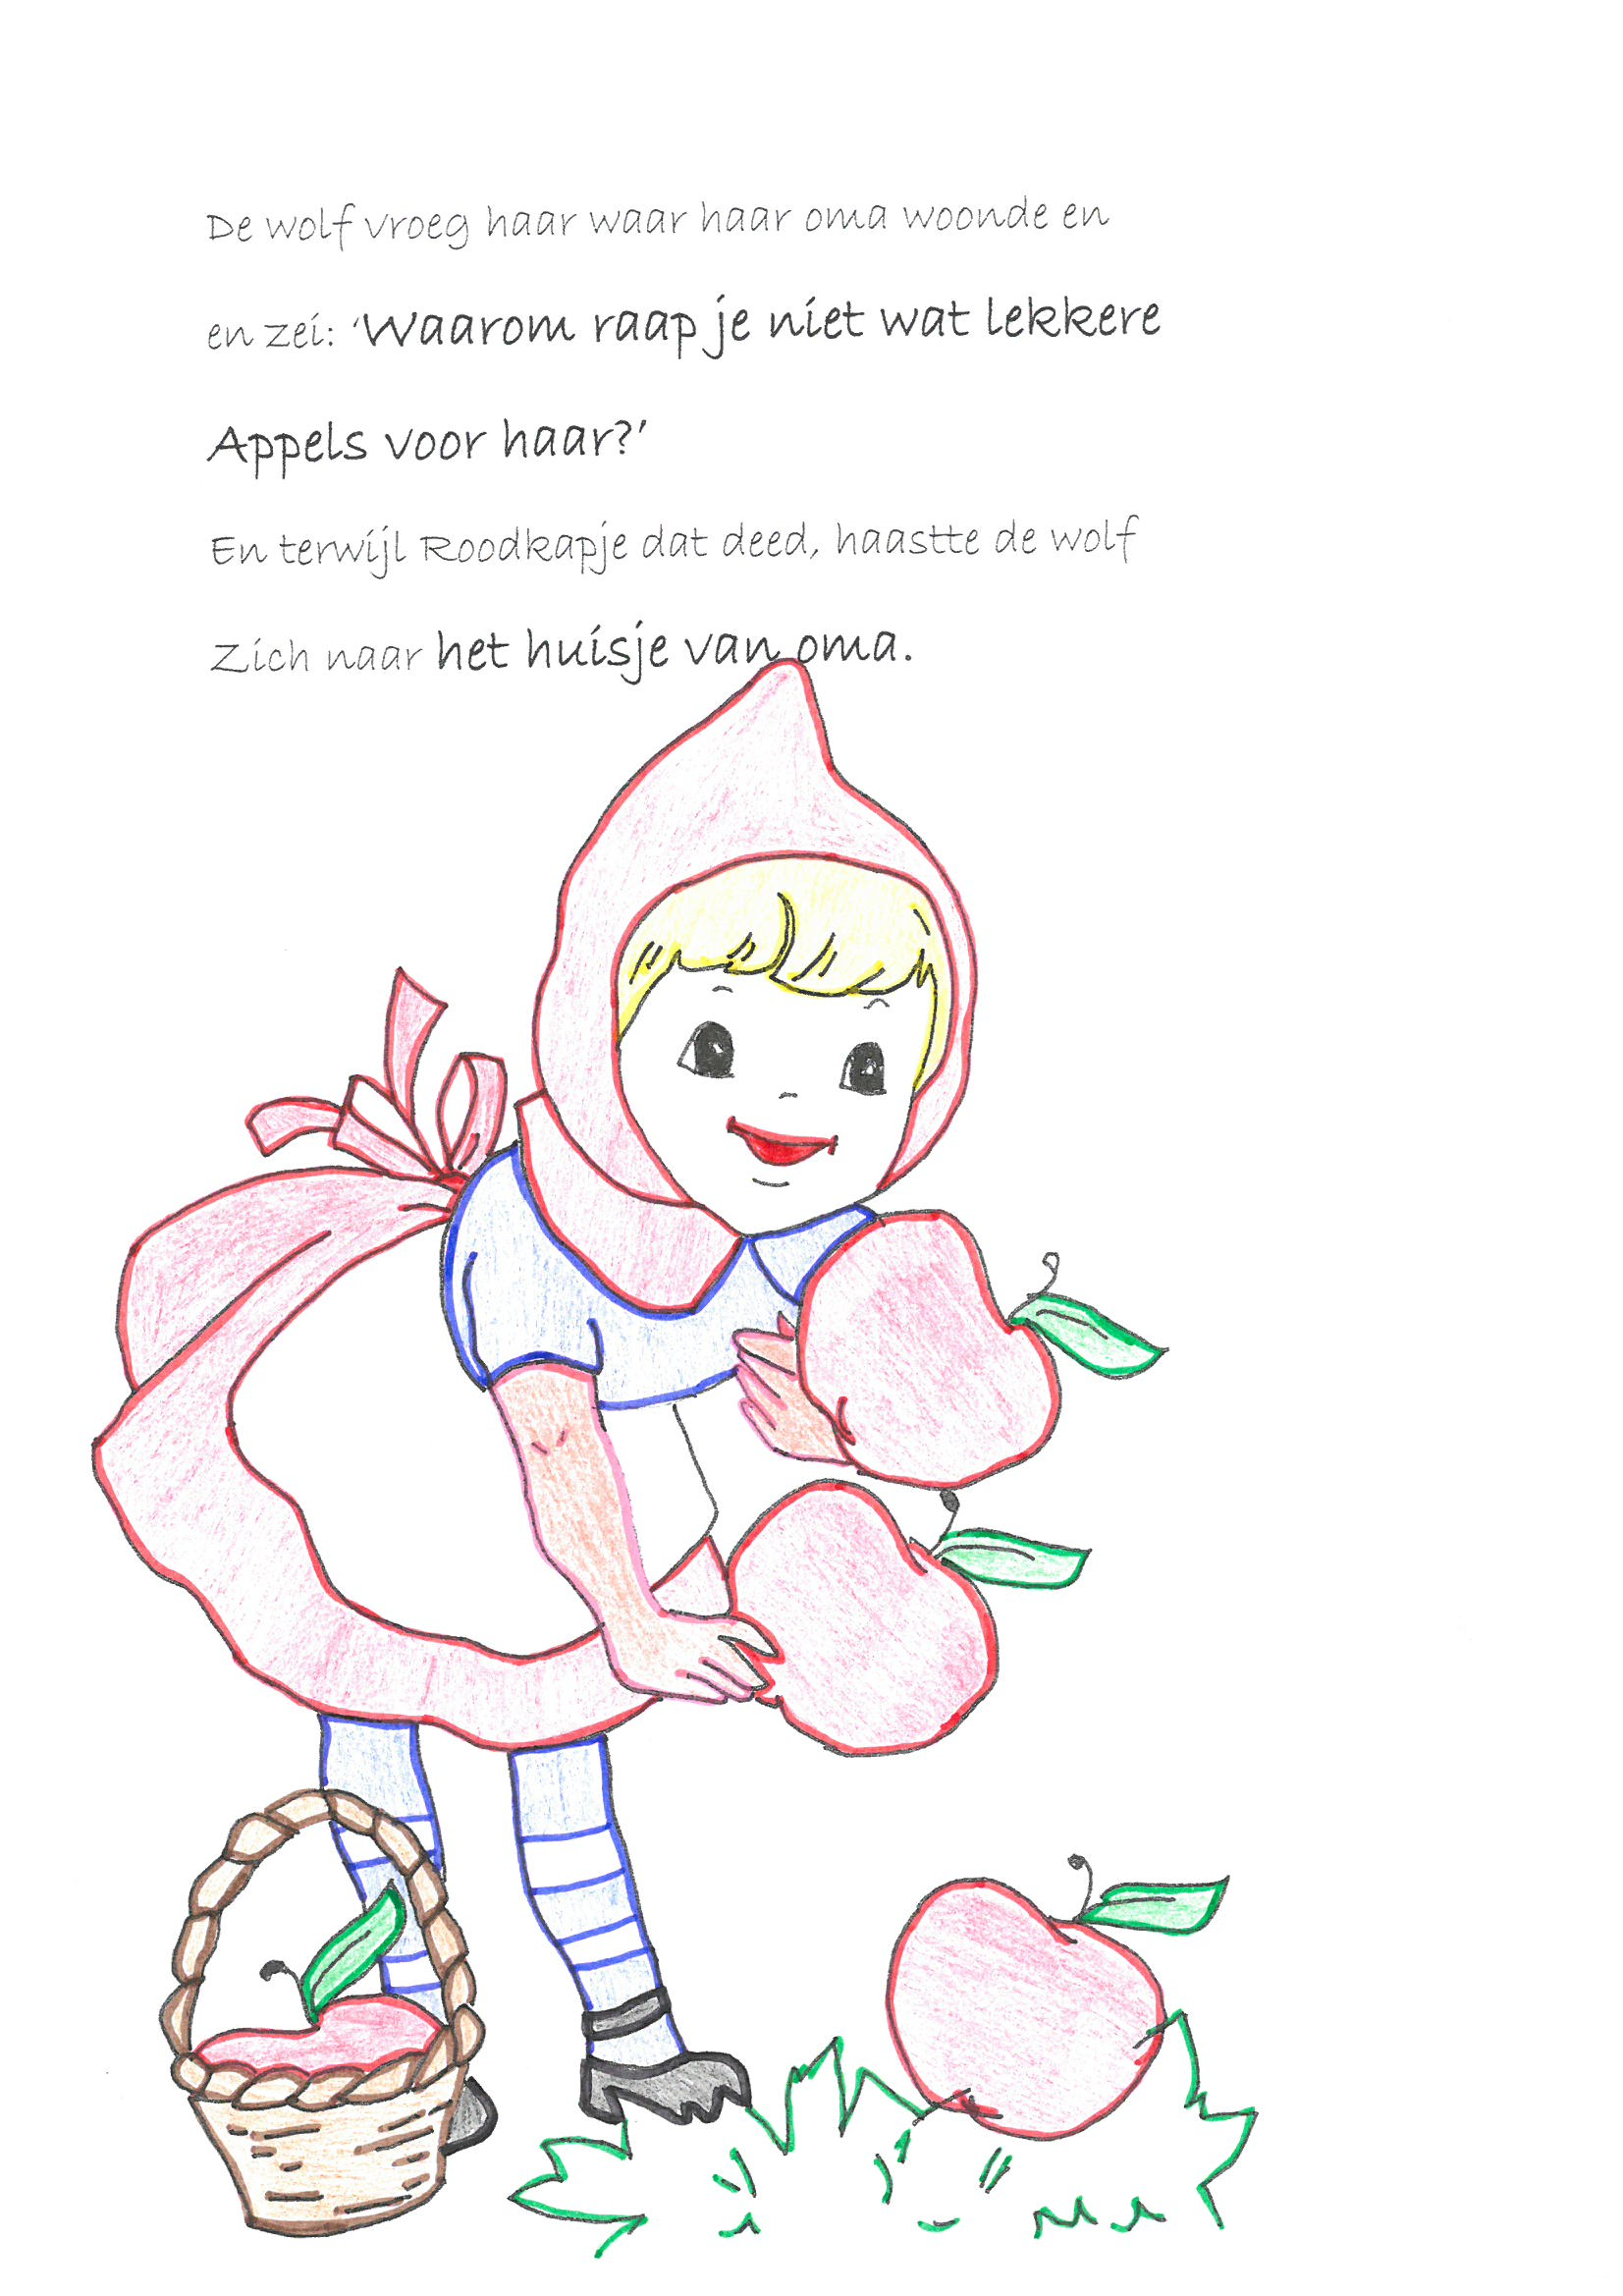 De wolf vroeg haar waar haar oma woonde en
en zei: ‘Waarom raap je niet wat lekkere
Appels voor haar?’
En terwijl Roodkapje dat deed, haastte de wolf
Zich naar het huisje van oma.